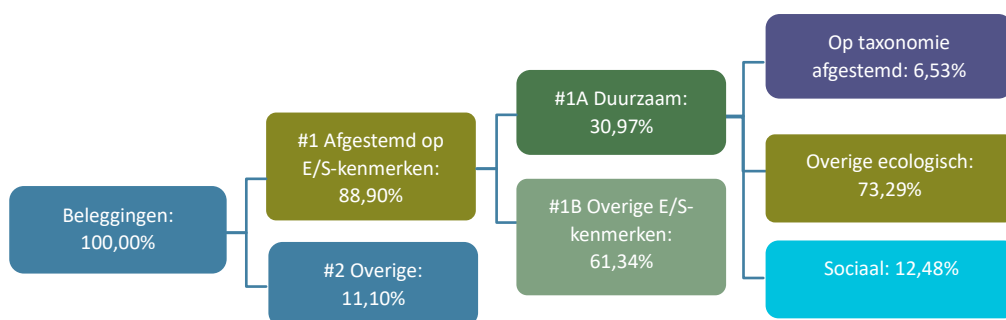 Beleggingen:
100,00%
#1 Afgestemd op
E/S-kenmerken:
88,90%
#2 Overige:
11,10%
#1A Duurzaam:
30,97%
#1B Overige E/S-
kenmerken:
61,34%
Op taxonomie
afgestemd: 6,53%
Overige ecologisch:
73,29%
Sociaal: 12,48%